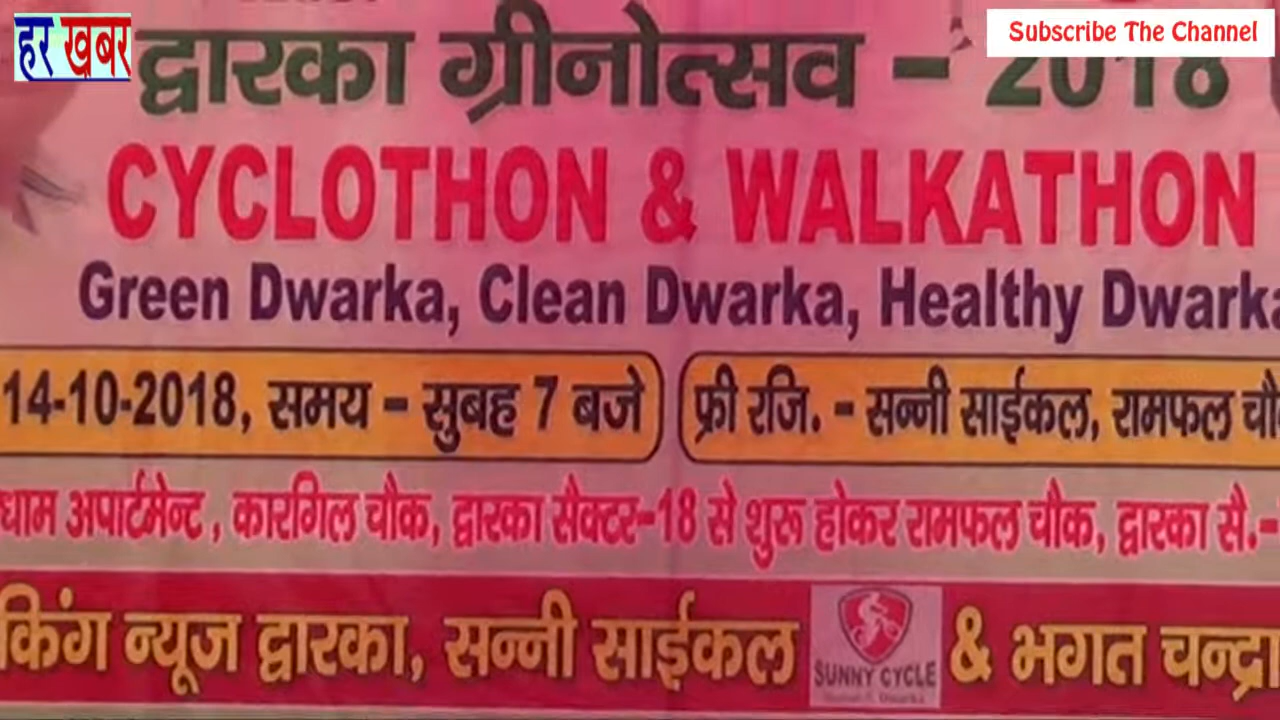 हर खबर
Subscribe The Channel
द्वारका ग्रीनोत्सव - 2018
CYCLOTHON & WALKATHON
Green Dwarka, Clean Dwarka, Healthy Dwarka
14-10-2018, समय - सुबह 7 बजे
फ्री रजि. - सन्नी साईकल, रामफल चौ
धाम अपार्टमेन्ट, कारगिल चौक, द्वारका सैक्टर-18 से शुरू होकर रामफल चौक, द्वारका सै.-
किंग न्यूज द्वारका, सन्नी साईकल SUNNY CYCLE & भगत चन्द्रा